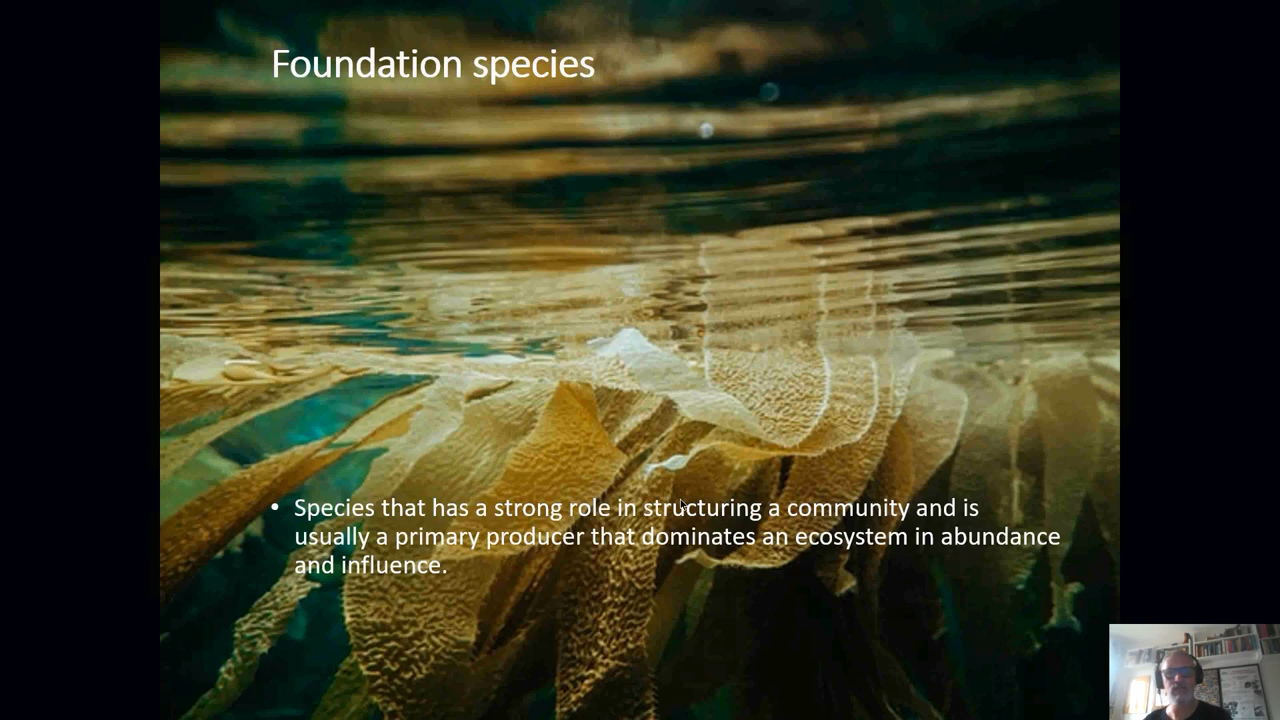 Foundation species
• Species that has a strong role in structuring a community and is
usually a primary producer that dominates an ecosystem in abundance
and influence.